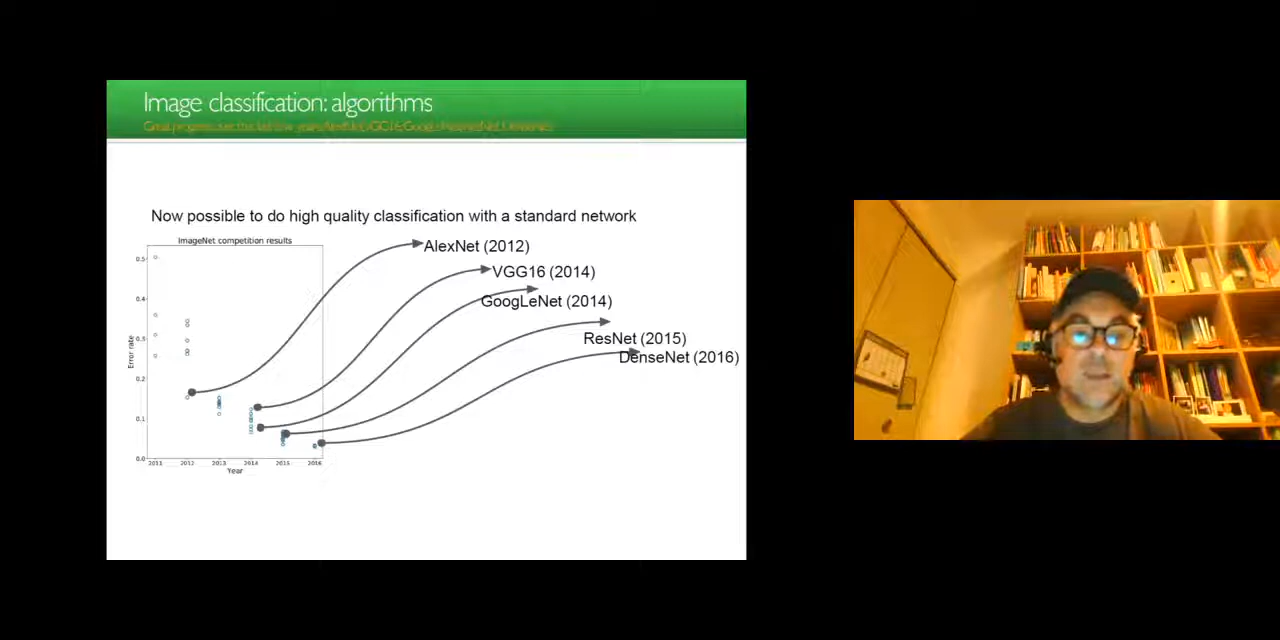 Image classification: algorithms
Now possible to do high quality classification with a standard network
ImageNet competition results
AlexNet (2012)
VGG16 (2014)
GoogLeNet (2014)
ResNet (2015)
DenseNet (2016)
Error rate
0.5
0.4
0.3
0.2
0.1
0.0
2011 2012 2013 2014 2015 2016
Year